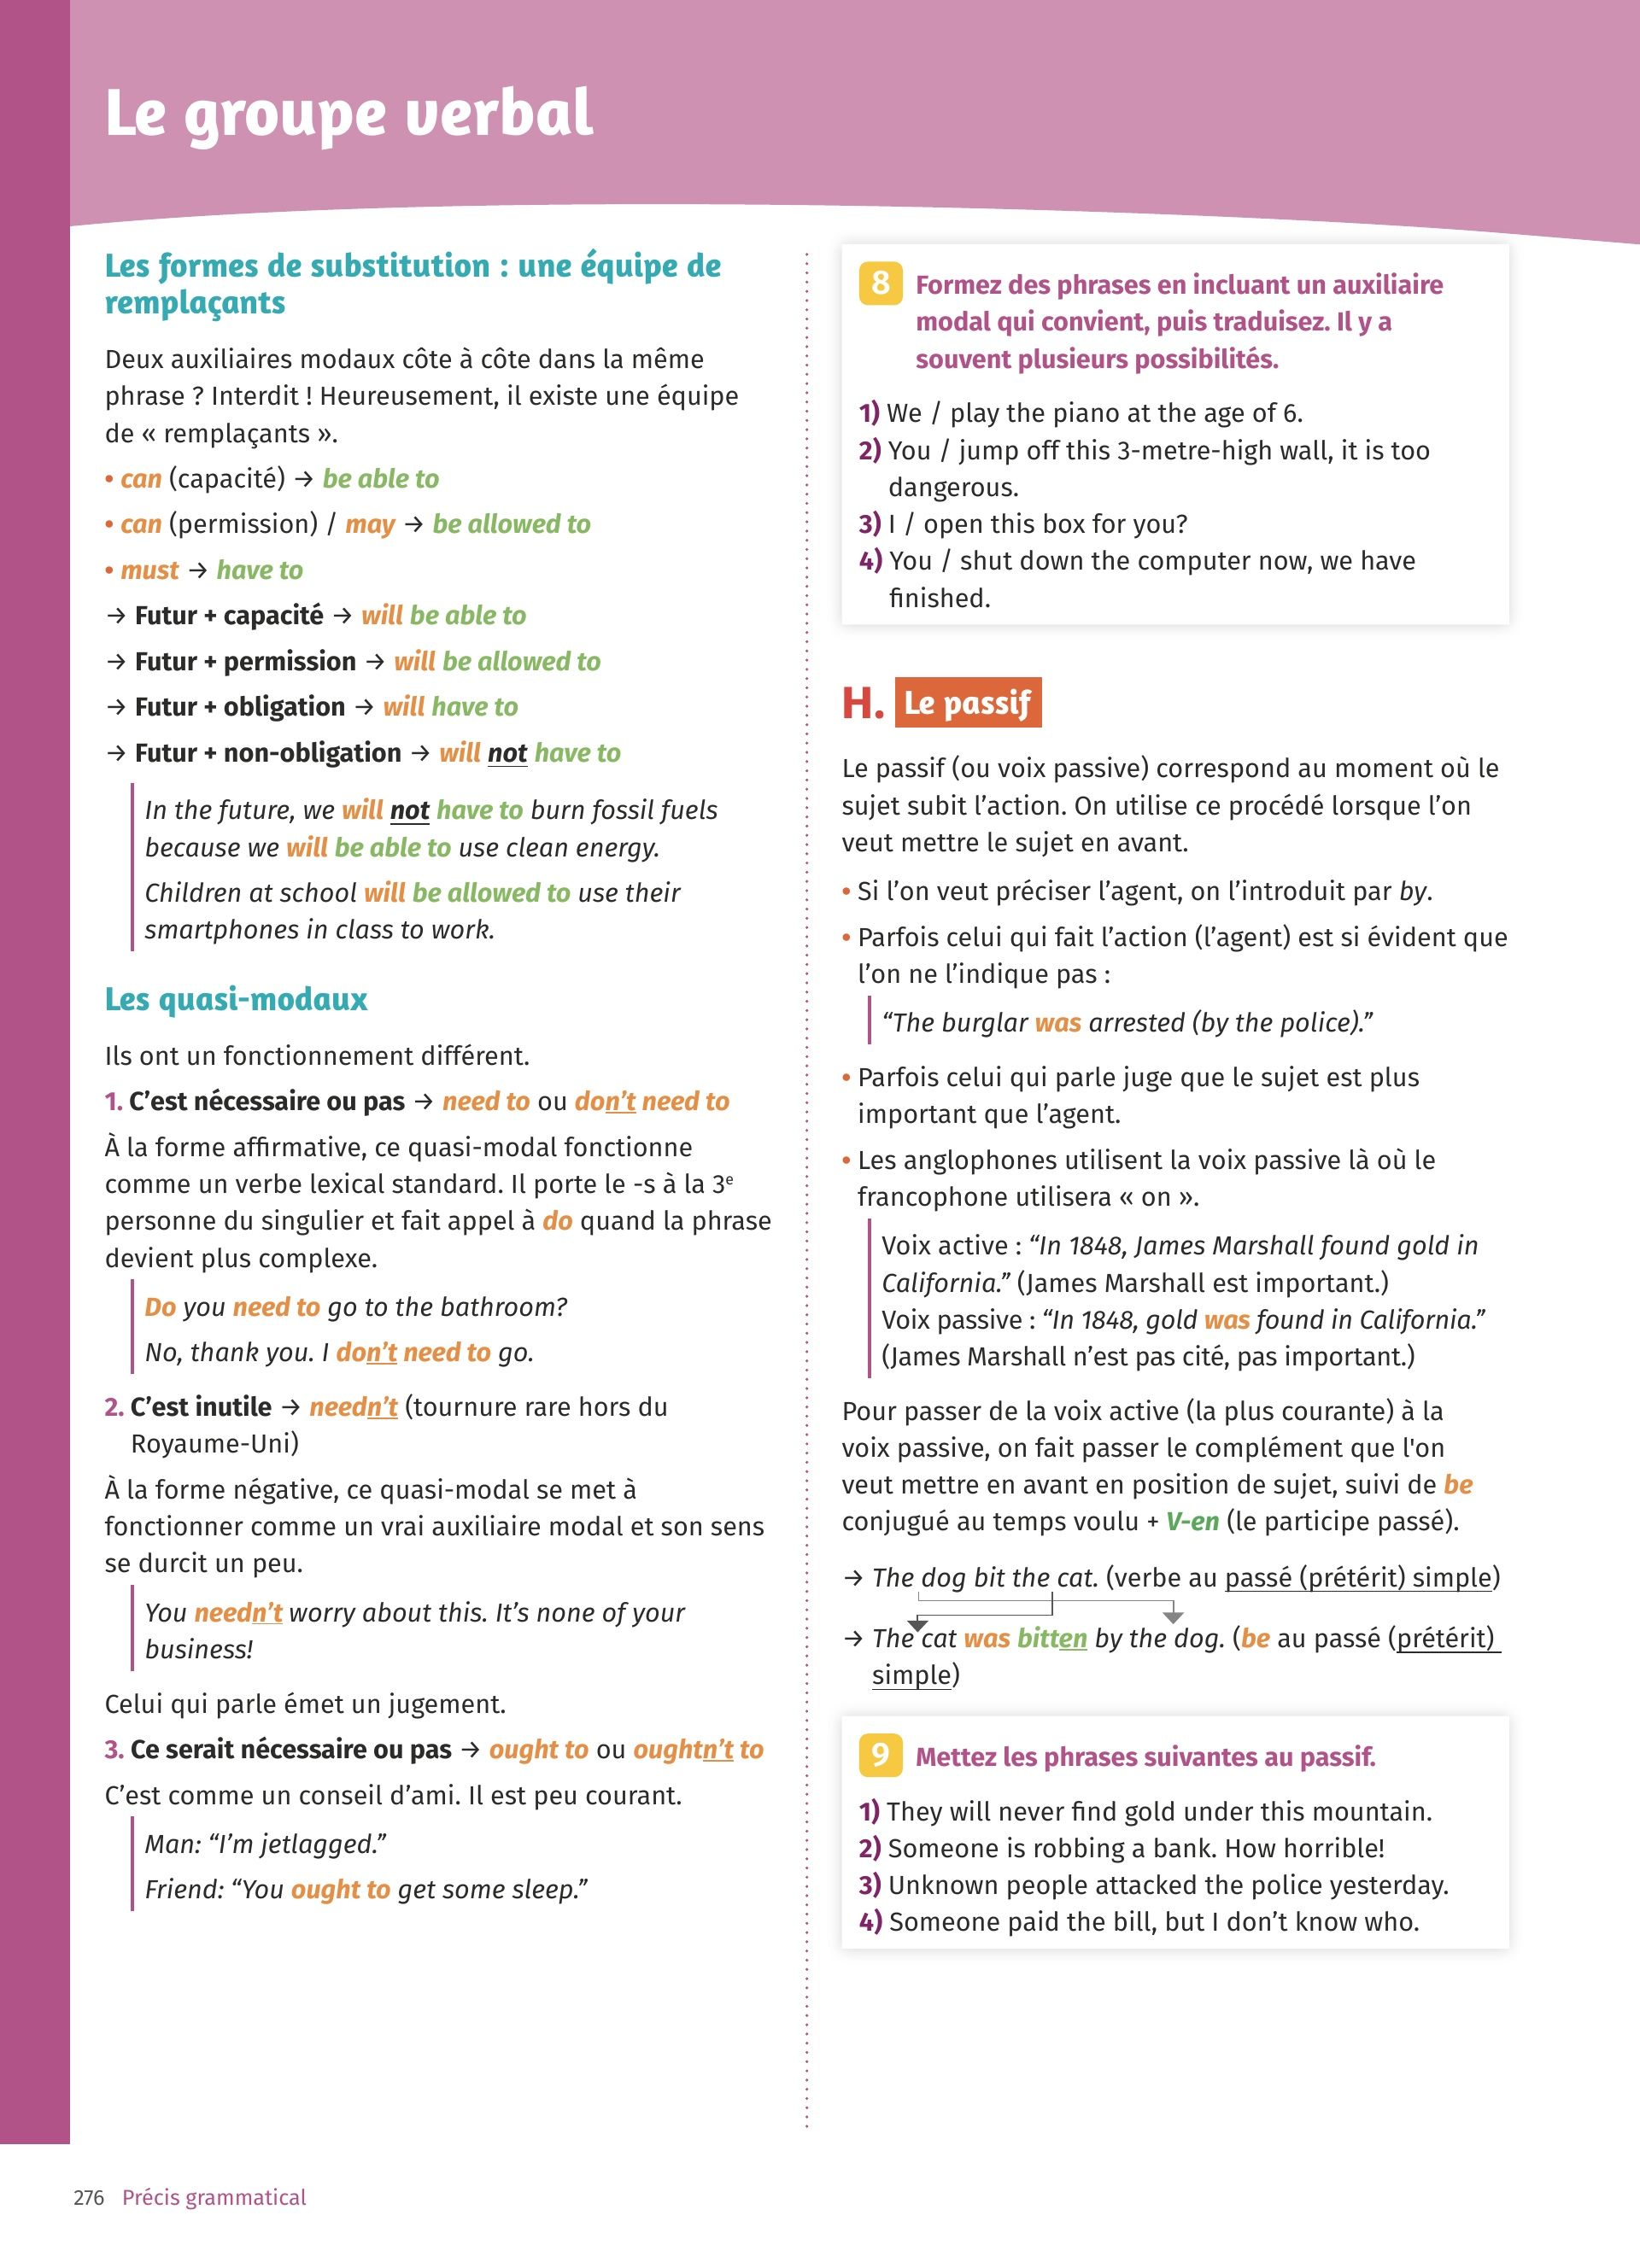 Le groupe verbal
Les formes de substitution : une équipe de
remplaçants
Deux auxiliaires modaux côte à côte dans la même
phrase ? Interdit ! Heureusement, il existe une équipe
de « remplaçants ».
• can (capacité) → be able to
• can (permission) / may → be allowed to
• must → have to
→ Futur + capacité → will be able to
→ Futur + permission → will be allowed to
→ Futur + obligation → will have to
→ Futur + non-obligation → will not have to
In the future, we will not have to burn fossil fuels
because we will be able to use clean energy.
Children at school will be allowed to use their
smartphones in class to work.
Les quasi-modaux
Ils ont un fonctionnement différent.
1. C’est nécessaire ou pas → need to ou don’t need to
À la forme affirmative, ce quasi-modal fonctionne
comme un verbe lexical standard. Il porte le -s à la 3e
personne du singulier et fait appel à do quand la phrase
devient plus complexe.
Do you need to go to the bathroom?
No, thank you. I don’t need to go.
2. C’est inutile → needn’t (tournure rare hors du
Royaume-Uni)
À la forme négative, ce quasi-modal se met à
fonctionner comme un vrai auxiliaire modal et son sens
se durcit un peu.
You needn’t worry about this. It’s none of your
business!
Celui qui parle émet un jugement.
3. Ce serait nécessaire ou pas → ought to ou oughtn’t to
C’est comme un conseil d’ami. Il est peu courant.
Man: “I’m jetlagged.”
Friend: “You ought to get some sleep.”
8 Formez des phrases en incluant un auxiliaire
modal qui convient, puis traduisez. Il y a
souvent plusieurs possibilités.
1) We / play the piano at the age of 6.
2) You / jump off this 3-metre-high wall, it is too
dangerous.
3) I / open this box for you?
4) You / shut down the computer now, we have
finished.
H. Le passif
Le passif (ou voix passive) correspond au moment où le
sujet subit l’action. On utilise ce procédé lorsque l’on
veut mettre le sujet en avant.
• Si l’on veut préciser l’agent, on l’introduit par by.
• Parfois celui qui fait l’action (l’agent) est si évident que
l’on ne l’indique pas :
“The burglar was arrested (by the police).”
• Parfois celui qui parle juge que le sujet est plus
important que l’agent.
• Les anglophones utilisent la voix passive là où le
francophone utilisera « on ».
Voix active : “In 1848, James Marshall found gold in
California.” (James Marshall est important.)
Voix passive : “In 1848, gold was found in California.”
(James Marshall n’est pas cité, pas important.)
Pour passer de la voix active (la plus courante) à la
voix passive, on fait passer le complément que l'on
veut mettre en avant en position de sujet, suivi de be
conjugué au temps voulu + V-en (le participe passé).
→ The dog bit the cat. (verbe au passé (prétérit) simple)
→ The cat was bitten by the dog. (be au passé (prétérit)
simple)
9 Mettez les phrases suivantes au passif.
1) They will never find gold under this mountain.
2) Someone is robbing a bank. How horrible!
3) Unknown people attacked the police yesterday.
4) Someone paid the bill, but I don’t know who.
276 Précis grammatical